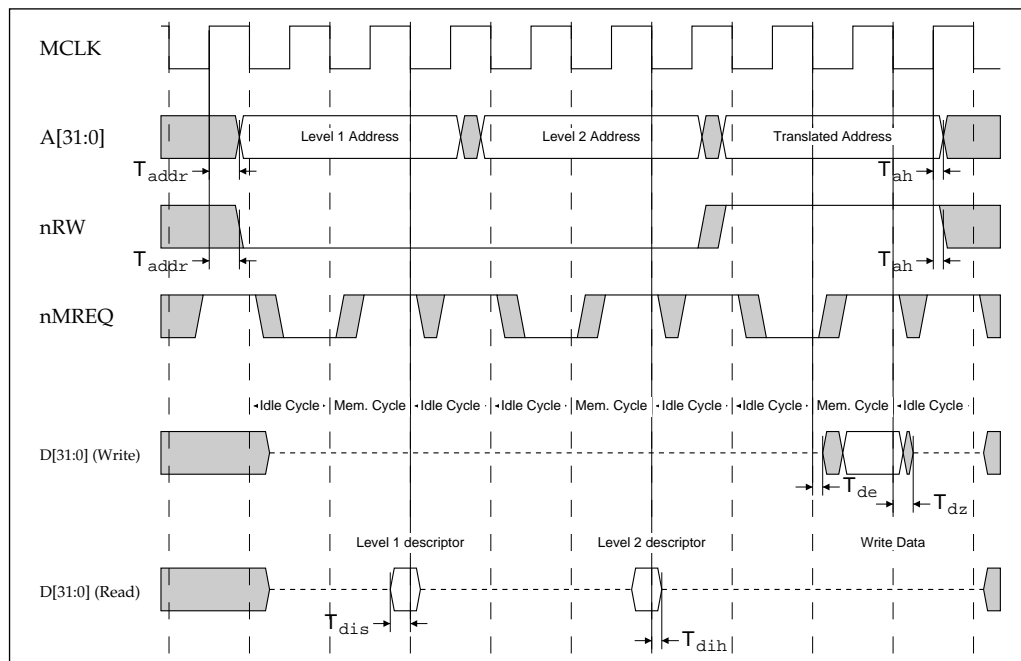 MCLK
A[31:0]
Level 1 Address
Level 2 Address
Translated Address
Taddr
Tah
nRW
Taddr
Tah
nMREQ
Idle Cycle
Mem. Cycle
Idle Cycle
Idle Cycle
Mem. Cycle
Idle Cycle
Idle Cycle
Mem. Cycle
Idle Cycle
D[31:0] (Write)
Tde
Tdz
Level 1 descriptor
Level 2 descriptor
Write Data
D[31:0] (Read)
Tdis
Tdih